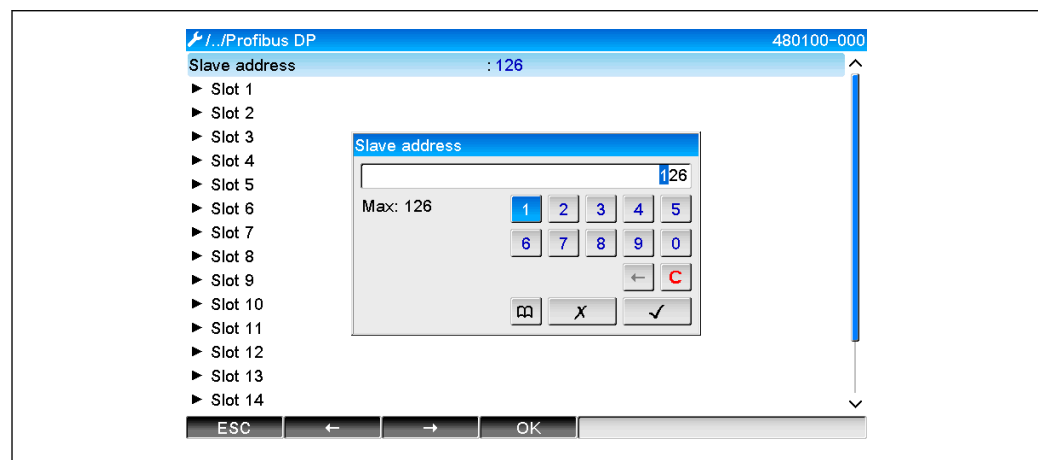 /../Profibus DP 480100-000
Slave address : 126
► Slot 1
► Slot 2
► Slot 3
► Slot 4
► Slot 5
► Slot 6
► Slot 7
► Slot 8
► Slot 9
► Slot 10
► Slot 11
► Slot 12
► Slot 13
► Slot 14
Slave address
126
Max: 126
1 2 3 4 5
6 7 8 9 0
← C
✗ ✓
ESC ← → OK